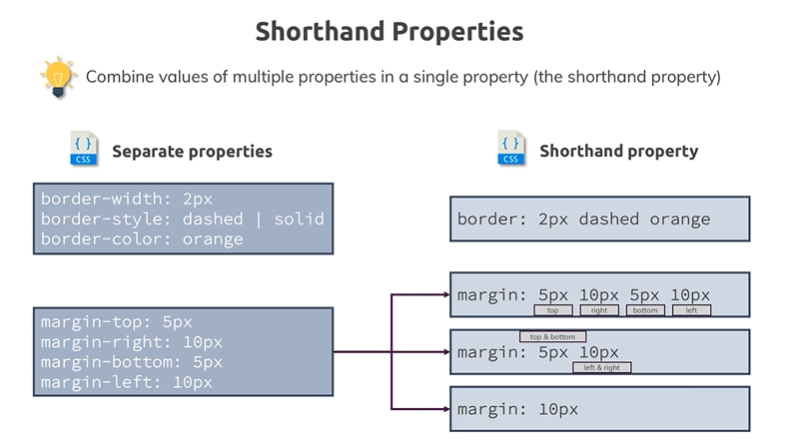 Shorthand Properties
Combine values of multiple properties in a single property (the shorthand property)
{ }
CSS
Separate properties
border-width: 2px
border-style: dashed | solid
border-color: orange
margin-top: 5px
margin-right: 10px
margin-bottom: 5px
margin-left: 10px
{ }
CSS
Shorthand property
border: 2px dashed orange
margin: 5px 10px 5px 10px
top right bottom left
top & bottom
margin: 5px 10px
left & right
margin: 10px